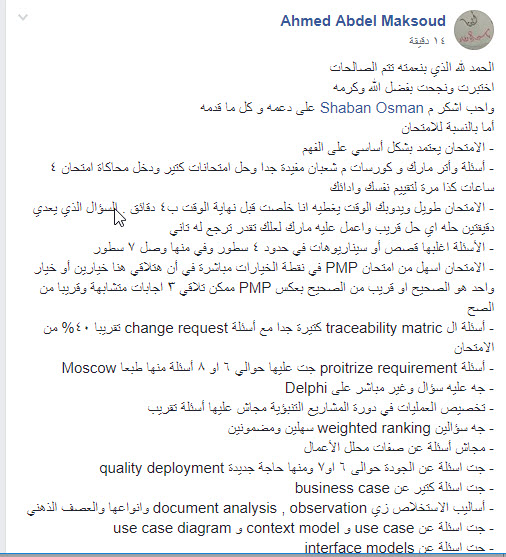 Ahmed Abdel Maksoud
١٤ دقيقة
الحمد لله الذي بنعمته تتم الصالحات
اختبرت ونجحت بفضل الله وكرمه
واحب اشكر م Shaban Osman على دعمه و كل ما قدمه
أما بالنسبة للامتحان
- الامتحان يعتمد بشكل أساسي على الفهم
- أسئلة وأتر مارك و كورسات م شعبان مفيدة جدا وحل امتحانات كتير ودخل محاكاة امتحان ٤
ساعات كذا مرة لتقييم نفسك وادائك
- الامتحان طويل ويدوبك الوقت يغطيه انا خلصت قبل نهاية الوقت ب٤ دقائق السؤال الذي يعدي
دقيقتين حله اي حل قريب واعمل عليه مارك لعلك تقدر ترجع له تاني
- الأسئلة اغلبها قصص أو سيناريوهات في حدود ٤ سطور وفي منها وصل ٧ سطور
- الامتحان اسهل من امتحان PMP في نقطة الخيارات مباشرة في أن هتلاقي هنا خيارين أو خيار
واحد هو الصحيح او قريب من الصحيح بعكس PMP ممكن تلاقي ٣ اجابات متشابهة وقريبا من
الصح
- أسئلة ال traceability matric كتيرة جدا مع أسئلة change request تقريبا ٤٠% من
الامتحان
- أسئلة proitrize requirement جت عليها حوالي ٦ او ٨ أسئلة منها طبعا Moscow
- جه عليه سؤال وغير مباشر على Delphi
- تخصيص العمليات في دورة المشاريع التنبؤية مجاش عليها أسئلة تقريب
- جه سؤالين weighted ranking سهلين ومضمونين
- مجاش أسئلة عن صفات محلل الأعمال
- جت اسئلة عن الجودة حوالى ٦ او٧ ومنها حاجة جديدة quality deployment
- جت اسئلة كتير عن business case
- أساليب الاستخلاص زي document analysis , observation وانواعها والعصف الذهني
- جت أسئلة عن use case و context model و use case diagram
- جت اسئلة عن interface models